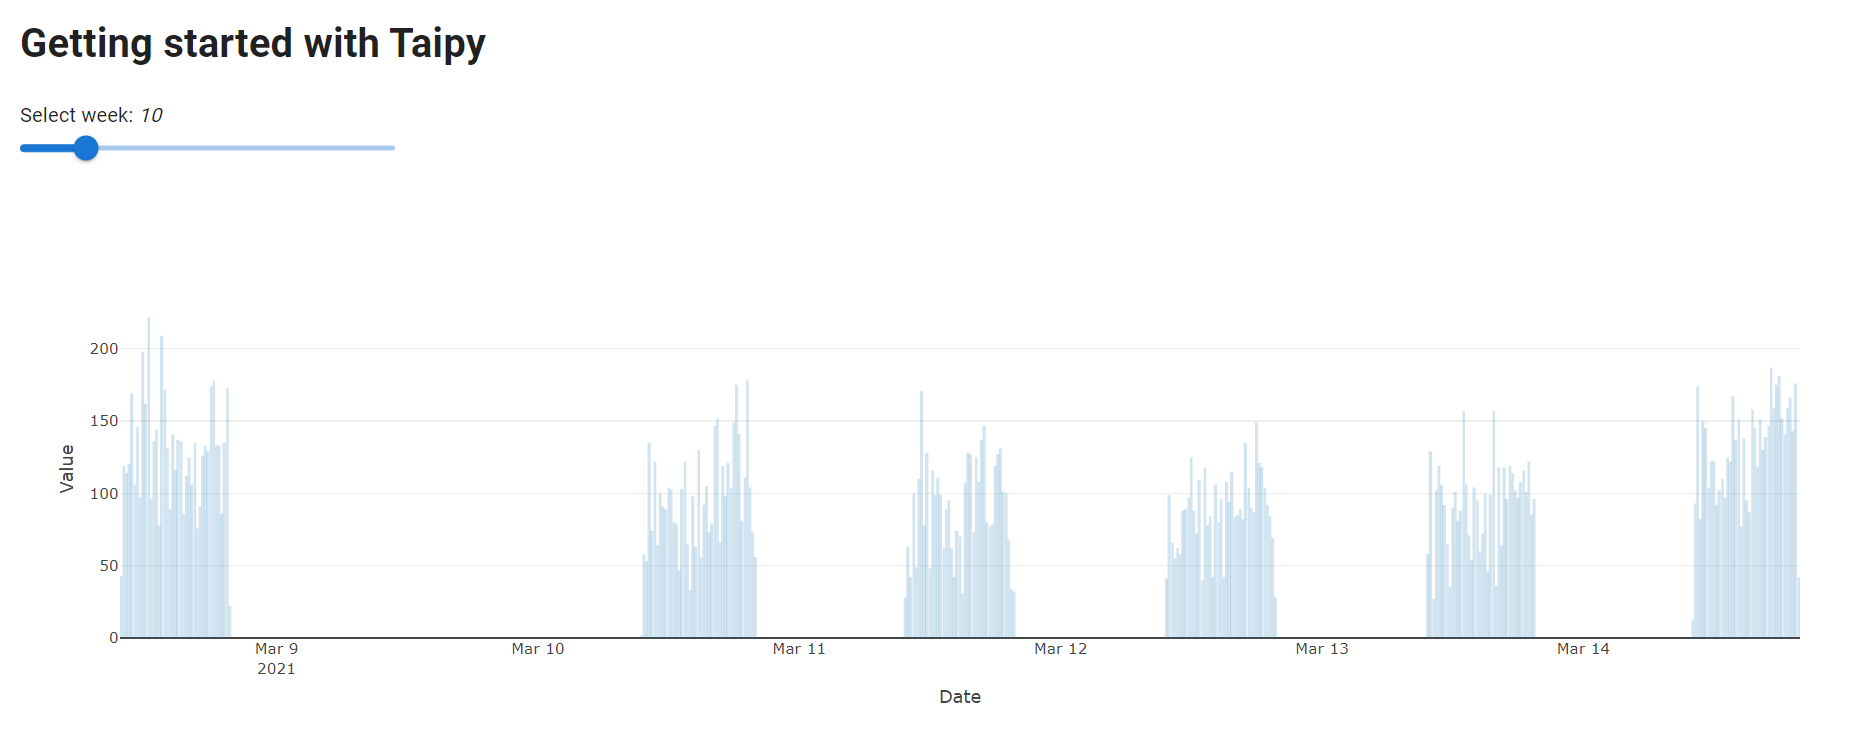 Getting started with Taipy
Select week: 10
200
150
100
50
0
Value
Mar 9
2021
Mar 10
Mar 11
Mar 12
Mar 13
Mar 14
Date